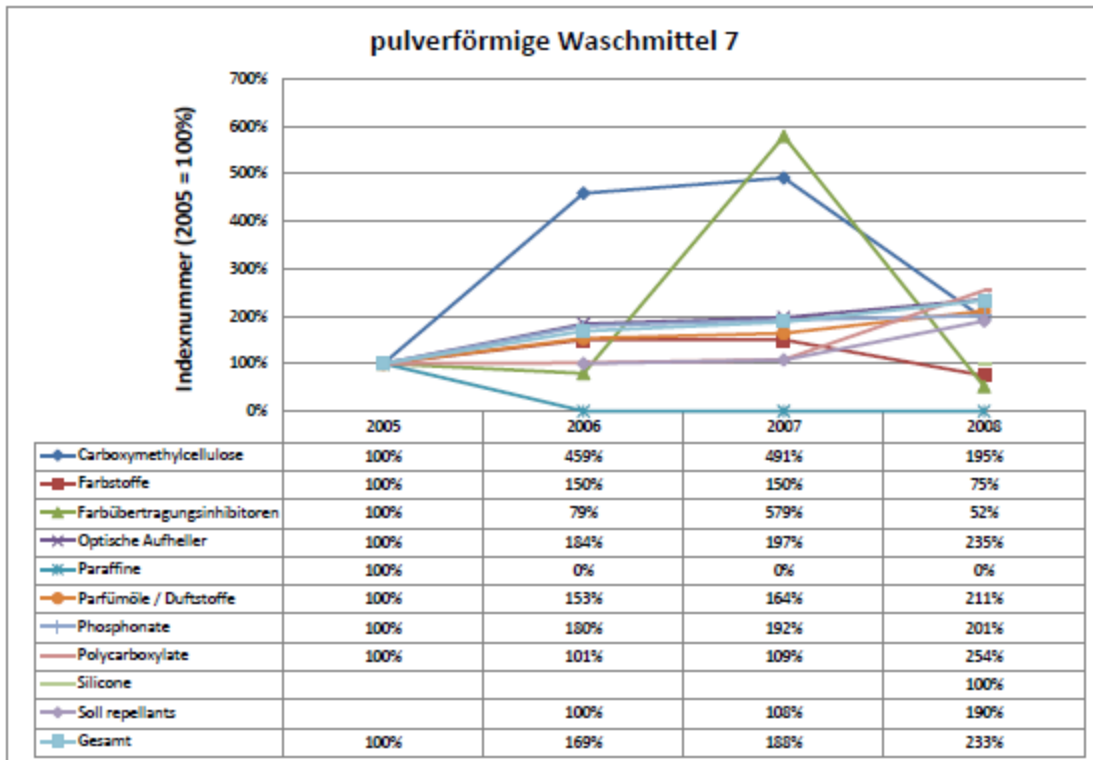 pulverförmige Waschmittel 7
Indexnummer (2005 = 100%)
700%
600%
500%
400%
300%
200%
100%
0%
2005 2006 2007 2008
Carboxymethylcellulose 100% 459% 491% 195%
Farbstoffe 100% 150% 150% 75%
Farbübertragungsinhibitoren 100% 79% 579% 52%
Optische Aufheller 100% 184% 197% 235%
Paraffine 100% 0% 0% 0%
Parfümöle / Duftstoffe 100% 153% 164% 211%
Phosphonate 100% 180% 192% 201%
Polycarboxylate 100% 101% 109% 254%
Silicone 100%
Soll repellants 100% 108% 190%
Gesamt 100% 169% 188% 233%